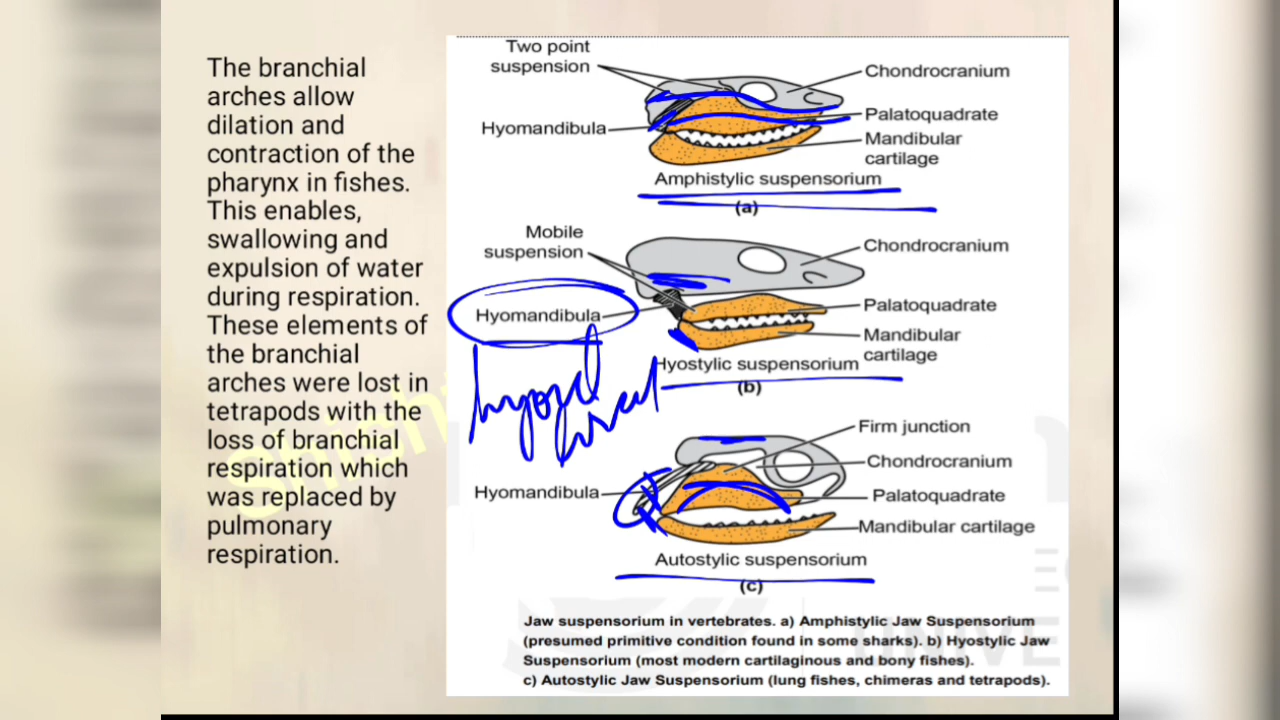 The branchial
arches allow
dilation and
contraction of the
pharynx in fishes.
This enables,
swallowing and
expulsion of water
during respiration.
These elements of
the branchial
arches were lost in
tetrapods with the
loss of branchial
respiration which
was replaced by
pulmonary
respiration.
Two point
suspension
Chondrocranium
Palatoquadrate
Hyomandibula
Mandibular
cartilage
Amphistylic suspensorium
(a)
Mobile
suspension
Chondrocranium
Hyomandibula
Palatoquadrate
Mandibular
cartilage
Hyostylic suspensorium
(b)
hyoid
Firm junction
Chondrocranium
Hyomandibula
Palatoquadrate
Mandibular cartilage
Autostylic suspensorium
(c)
Jaw suspensorium in vertebrates. a) Amphistylic Jaw Suspensorium
(presumed primitive condition found in some sharks). b) Hyostylic Jaw
Suspensorium (most modern cartilaginous and bony fishes).
c) Autostylic Jaw Suspensorium (lung fishes, chimeras and tetrapods).